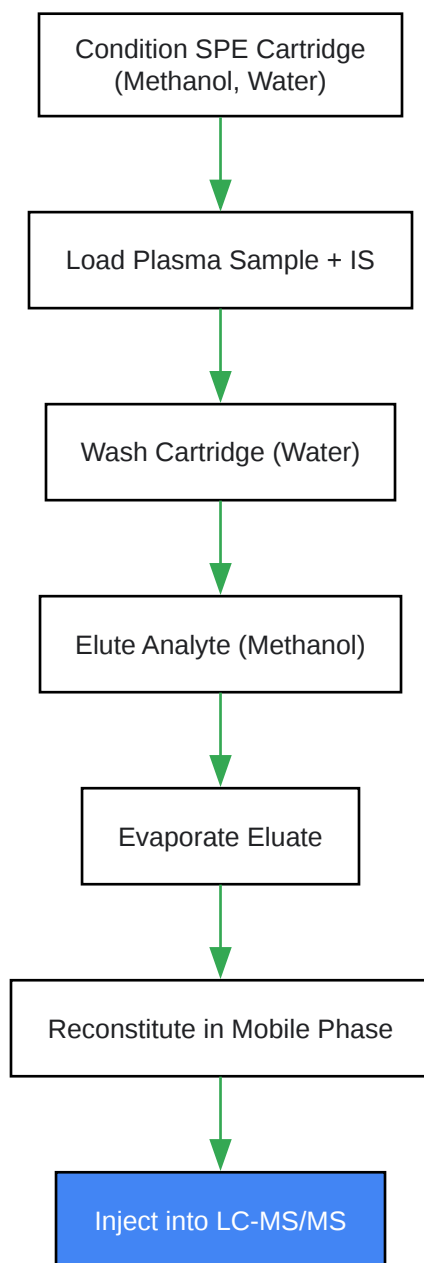 Condition SPE Cartridge
(Methanol, Water)
Load Plasma Sample + IS
Wash Cartridge (Water)
Elute Analyte (Methanol)
Evaporate Eluate
Reconstitute in Mobile Phase
Inject into LC-MS/MS